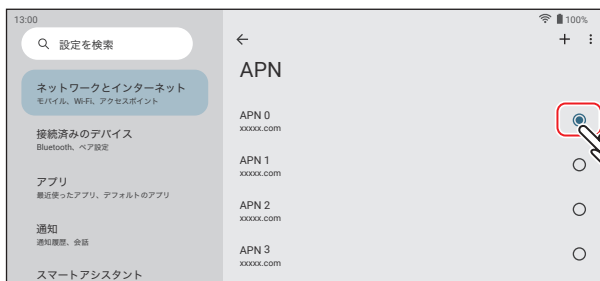 13:00
100%
設定を検索
ネットワークとインターネット
モバイル、Wi-Fi、アクセスポイント
接続済みのデバイス
Bluetooth、ペア設定
アプリ
最近使ったアプリ、デフォルトのアプリ
通知
通知履歴、会話
スマートアシスタント
APN
APN 0
xxxxx.com
APN 1
xxxxx.com
APN 2
xxxxx.com
APN 3
xxxxx.com